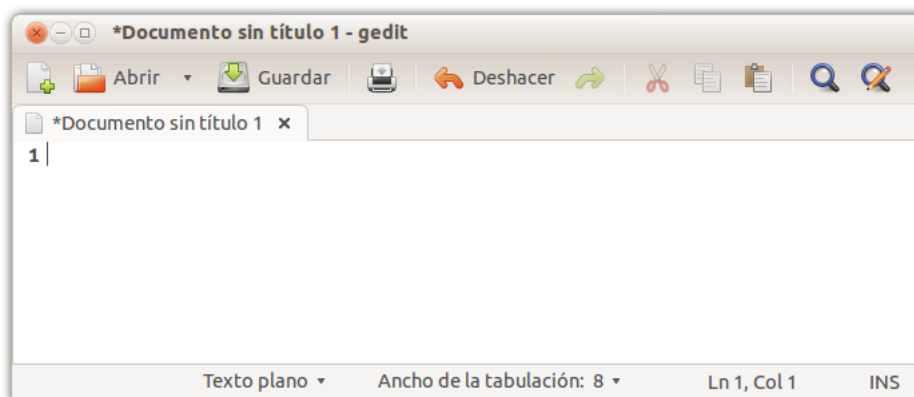 *Documento sin título 1 - gedit
Abrir Guardar Deshacer
*Documento sin título 1
1
Texto plano Ancho de la tabulación: 8 Ln 1, Col 1 INS